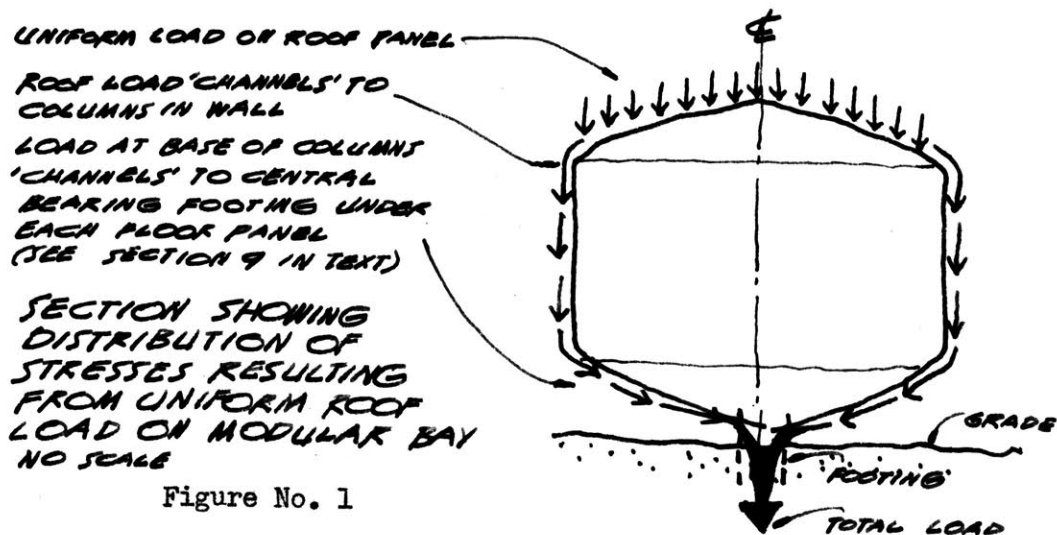 UNIFORM LOAD ON ROOF PANEL
ROOF LOAD 'CHANNELS' TO
COLUMNS IN WALL
LOAD AT BASE OF COLUMNS
'CHANNELS' TO CENTRAL
BEARING FOOTING UNDER
EACH FLOOR PANEL
(SEE SECTION 9 IN TEXT)
SECTION SHOWING
DISTRIBUTION OF
STRESSES RESULTING
FROM UNIFORM ROOF
LOAD ON MODULAR BAY
NO SCALE
Figure No. 1
℄
GRADE
FOOTING
TOTAL LOAD